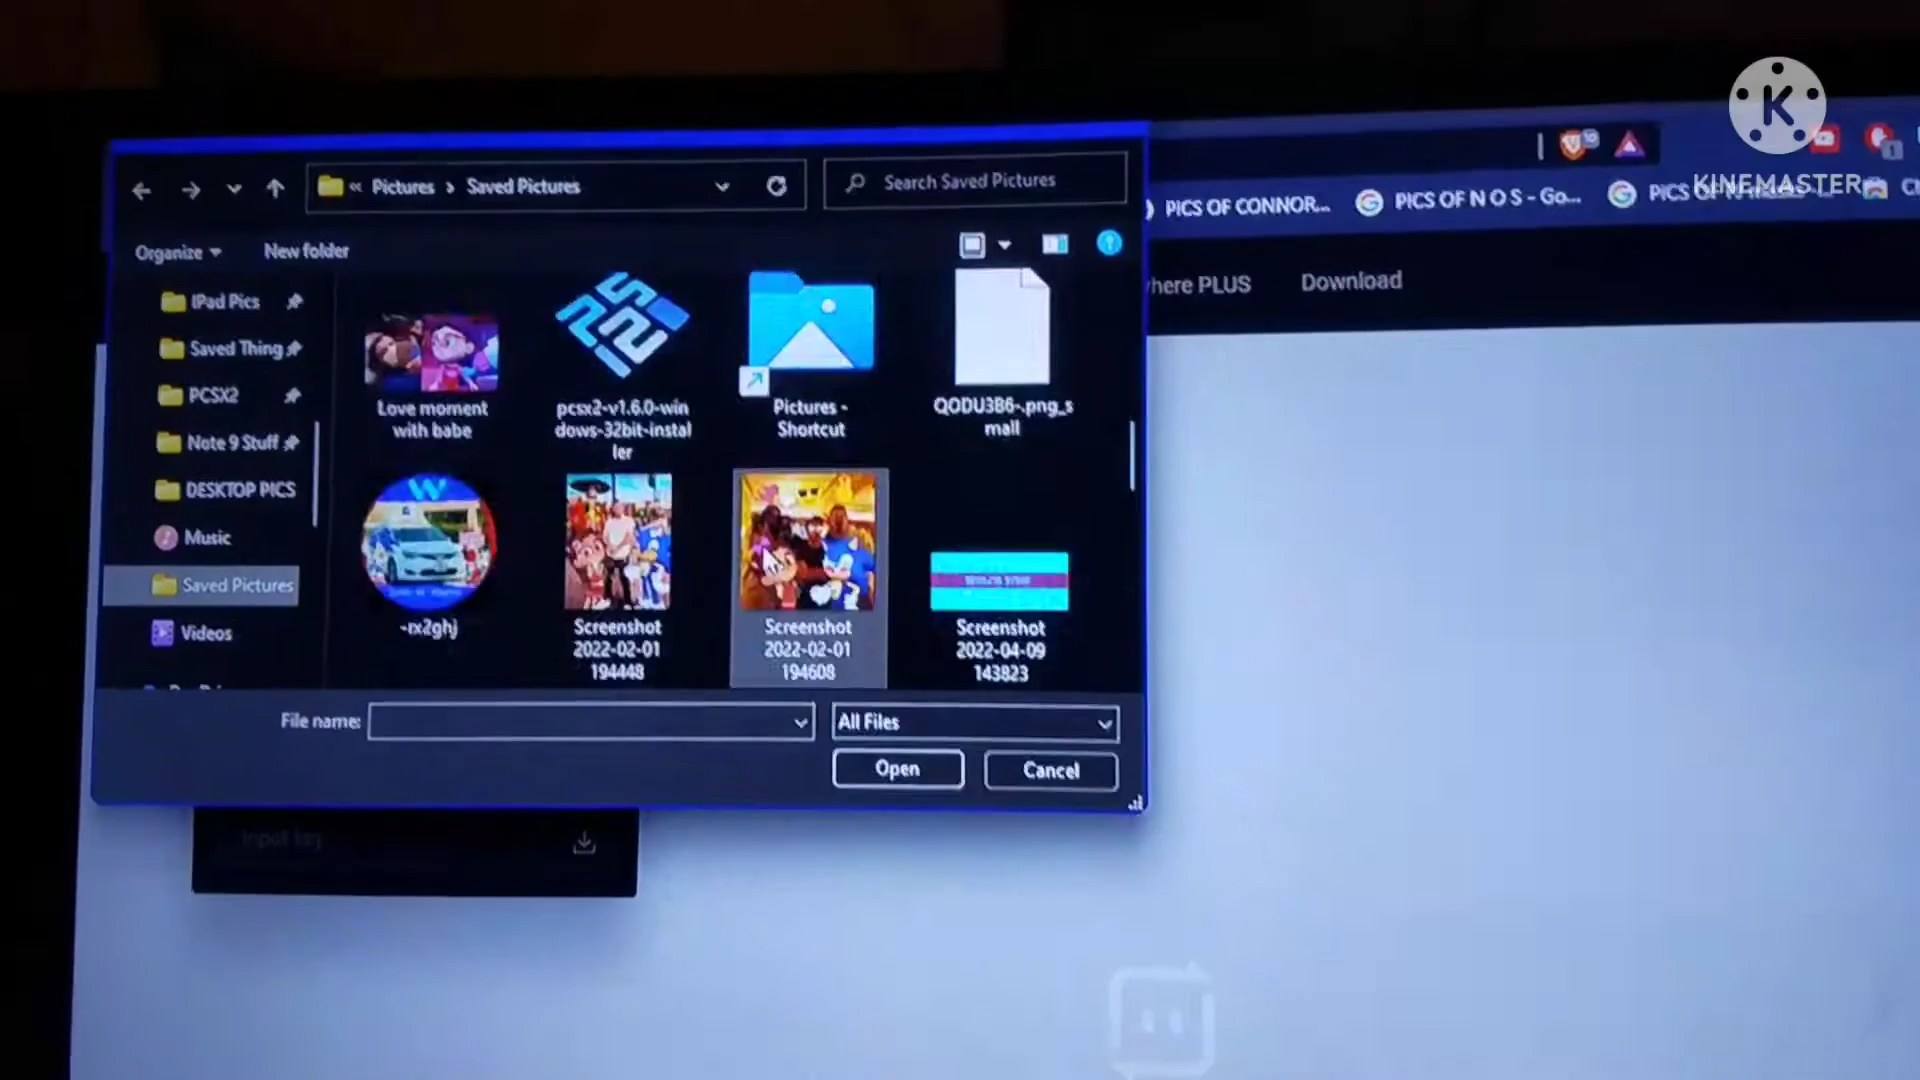 KINEMASTER
« Pictures > Saved Pictures
Search Saved Pictures
PICS OF CONNOR...
PICS OF N O S - Go...
Organize
New folder
here PLUS
Download
IPad Pics
Saved Thing
PCSX2
Note 9 Stuff
DESKTOP PICS
Music
Saved Pictures
Videos
Love moment
with babe
pcsx2-v1.6.0-win
dows-32bit-instal
ler
Pictures -
Shortcut
QODU3B6-.png_s
mall
-rx2ghj
Screenshot
2022-02-01
194448
Screenshot
2022-02-01
194608
Screenshot
2022-04-09
143823
File name:
All Files
Open
Cancel
Input key